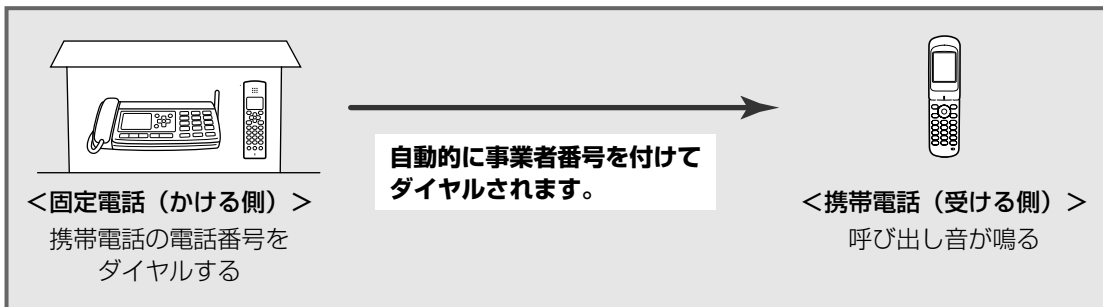 自動的に事業者番号を付けて
ダイヤルされます。
＜固定電話（かける側）＞
携帯電話の電話番号を
ダイヤルする
＜携帯電話（受ける側）＞
呼び出し音が鳴る